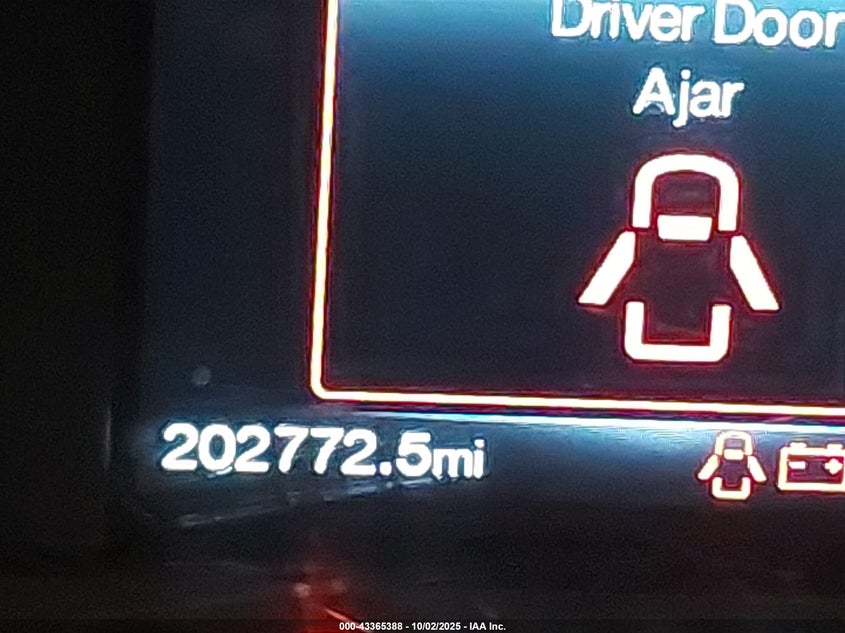 Driver Door
Ajar
202772.5mi
000-43365388 - 10/02/2025 - IAA Inc.